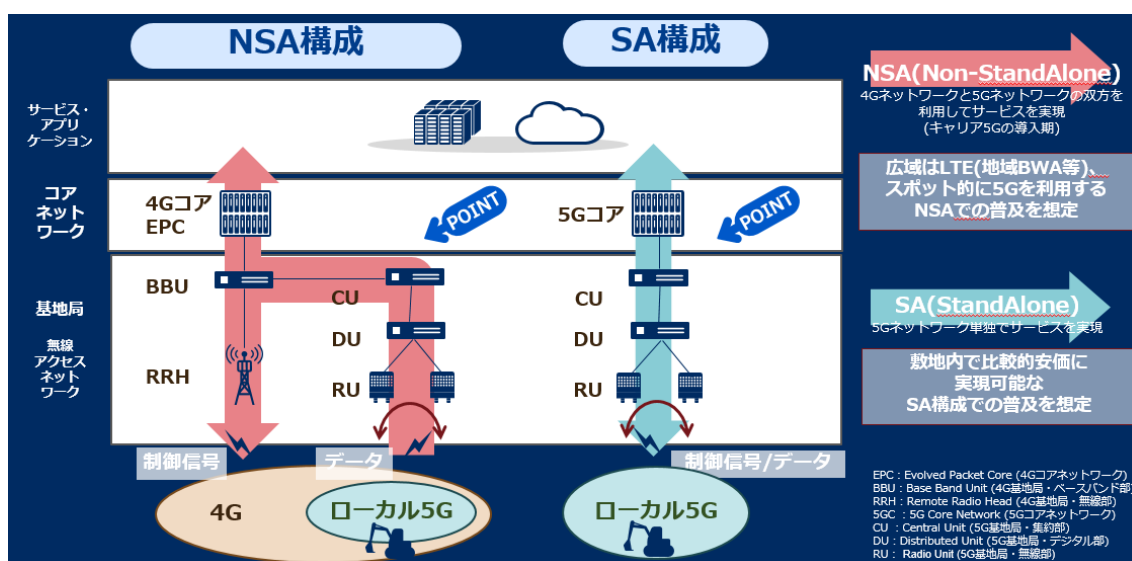 NSA構成
SA構成
サービス・
アプリ
ケーション
コア
ネット
ワーク
4Gコア
EPC
POINT
5Gコア
POINT
基地局
無線
アクセス
ネット
ワーク
BBU
RRH
CU
DU
RU
CU
DU
RU
制御信号
データ
制御信号/データ
4G
ローカル5G
ローカル5G
NSA(Non-StandAlone)
4Gネットワークと5Gネットワークの双方を
利用してサービスを実現
(キャリア5Gの導入期)
広域はLTE(地域BWA等)、
スポット的に5Gを利用する
NSAでの普及を想定
SA(StandAlone)
5Gネットワーク単独でサービスを実現
敷地内で比較的安価に
実現可能な
SA構成での普及を想定
EPC：Evolved Packet Core (4Gコアネットワーク)
BBU：Base Band Unit (4G基地局・ベースバンド部)
RRH：Remote Radio Head (4G基地局・無線部)
5GC ：5G Core Network (5Gコアネットワーク)
CU ：Central Unit (5G基地局・集約部)
DU：Distributed Unit (5G基地局・デジタル部)
RU： Radio Unit (5G基地局・無線部)